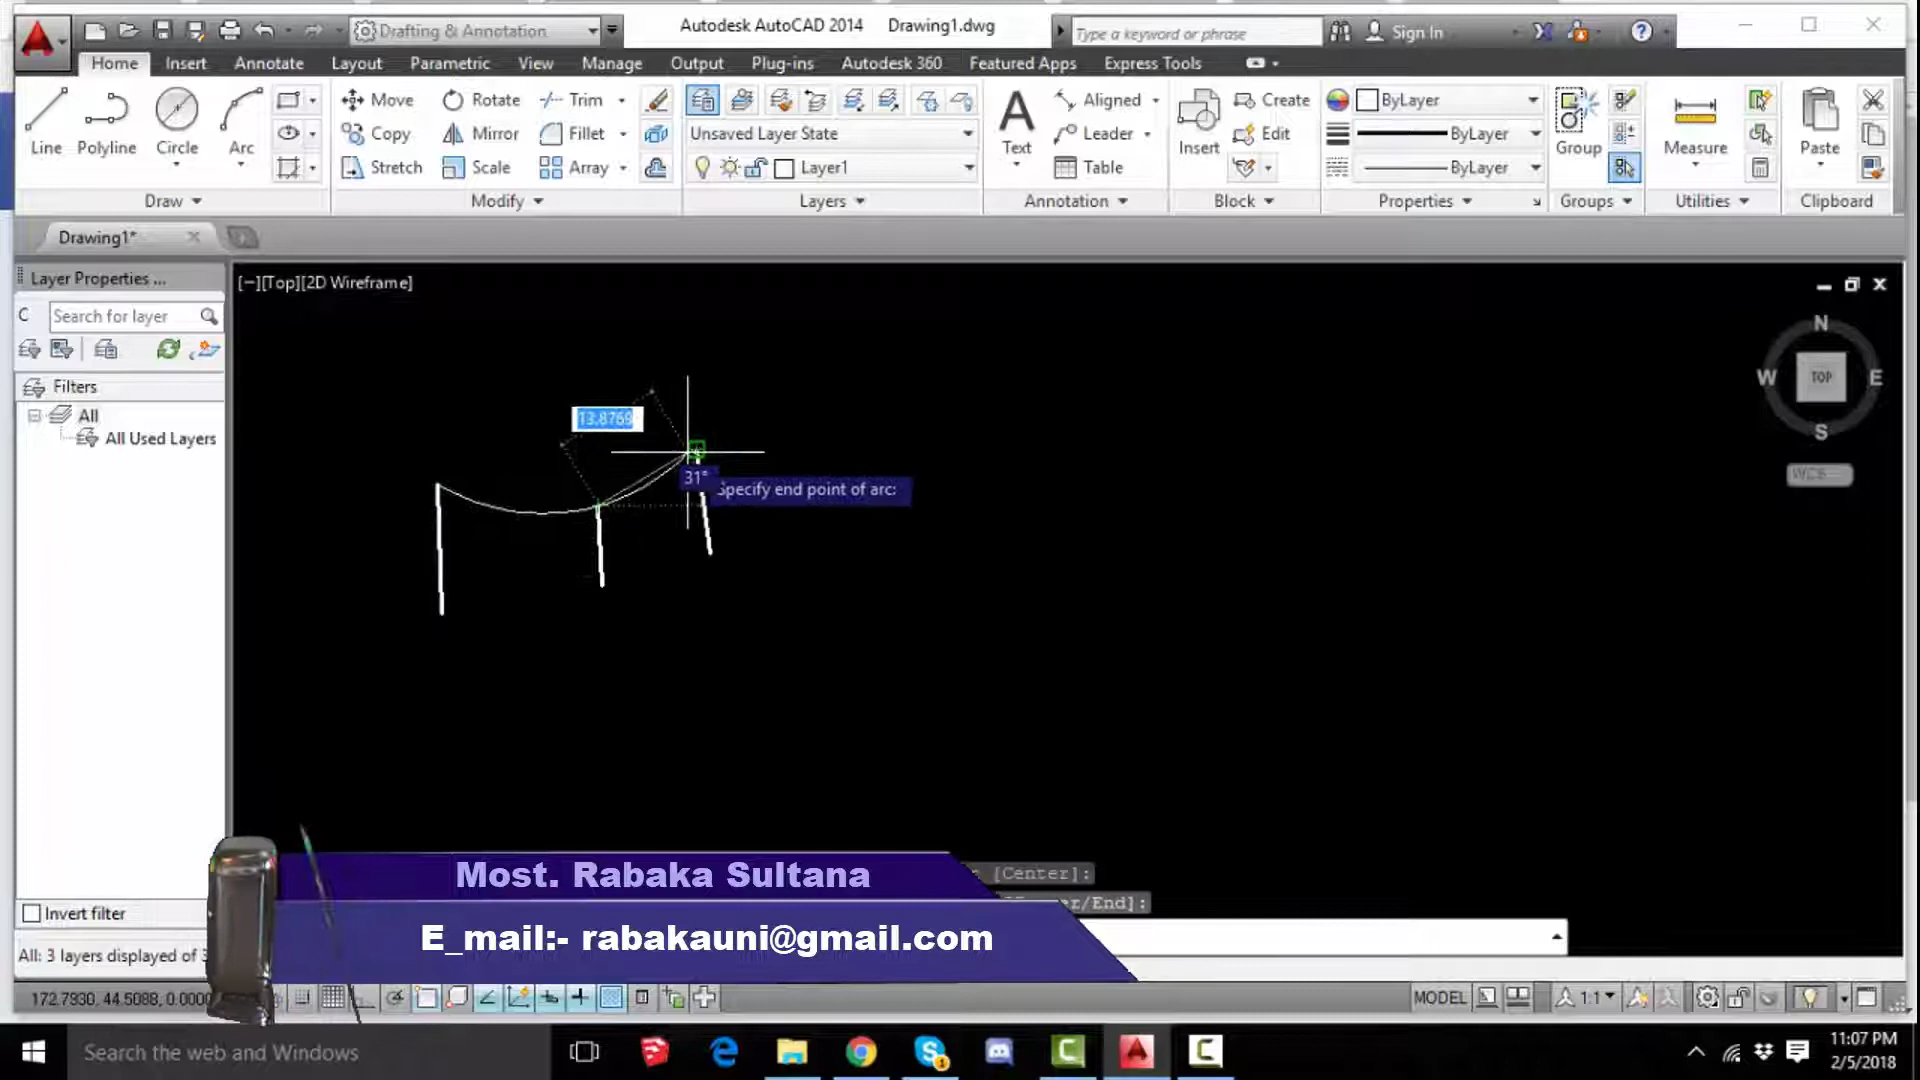 Drafting & Annotation
Autodesk AutoCAD 2014 Drawing1.dwg
Type a keyword or phrase
Sign In
Home Insert Annotate Layout Parametric View Manage Output Plug-ins Autodesk 360 Featured Apps Express Tools
Line Polyline Circle Arc
Move Rotate Trim
Copy Mirror Fillet
Stretch Scale Array
Unsaved Layer State
Layer1
Text
Aligned
Leader
Table
Insert
Create
Edit
ByLayer
ByLayer
ByLayer
Group
Measure
Paste
Draw Modify Layers Annotation Block Properties Groups Utilities Clipboard
Drawing1*
Layer Properties ...
C
Search for layer
Filters
All
All Used Layers
Invert filter
All: 3 layers displayed of 3
[−][Top][2D Wireframe]
13.8769
31°
Specify end point of arc:
N
W TOP E
S
WCS
[Center]:
/End]:
Most. Rabaka Sultana
E_mail:- rabakauni@gmail.com
172.7930, 44.5088, 0.0000
MODEL
1:1
Search the web and Windows
11:07 PM
2/5/2018